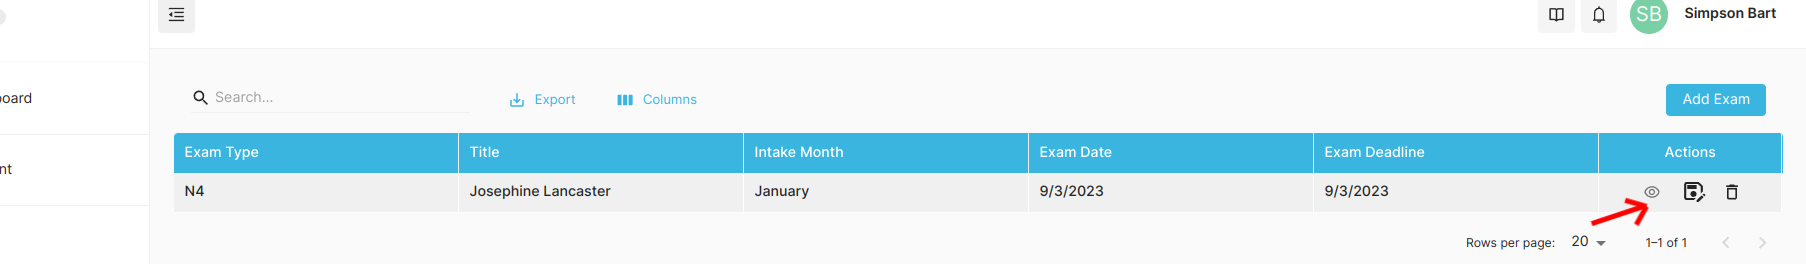 SB Simpson Bart
board
Search... Export Columns Add Exam
Exam Type Title Intake Month Exam Date Exam Deadline Actions
nt
N4 Josephine Lancaster January 9/3/2023 9/3/2023
Rows per page: 20 1–1 of 1